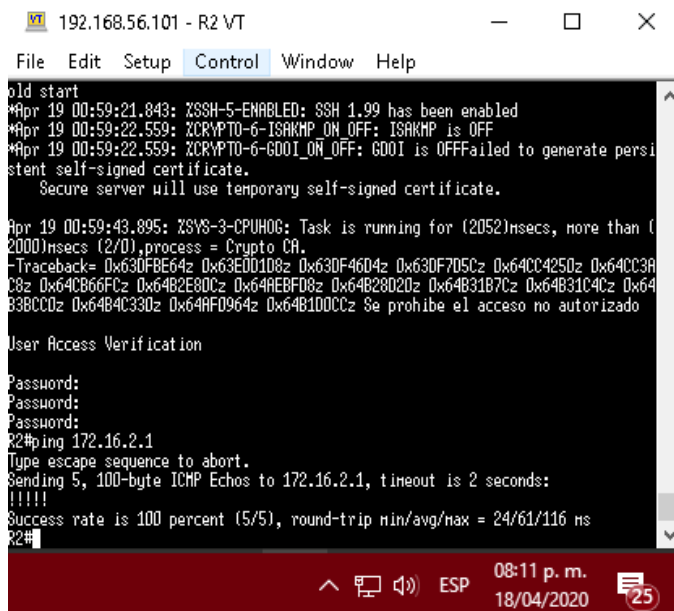 192.168.56.101 - R2 VT
File Edit Setup Control Window Help
old start
*Apr 19 00:59:21.843: %SSH-5-ENABLED: SSH 1.99 has been enabled
*Apr 19 00:59:22.559: %CRYPTO-6-ISAKMP_ON_OFF: ISAKMP is OFF
*Apr 19 00:59:22.559: %CRYPTO-6-GDOI_ON_OFF: GDOI is OFFFailed to generate persi
stent self-signed certificate.
Secure server will use temporary self-signed certificate.
Apr 19 00:59:43.895: %SYS-3-CPUHOG: Task is running for (2052)msecs, more than (
2000)msecs (2/0),process = Crypto CA.
-Traceback= 0x63DFBE64z 0x63E0D1D8z 0x63DF46D4z 0x63DF7D5Cz 0x64CC4250z 0x64CC3A
C8z 0x64CB66FCz 0x64B2E80Cz 0x64AEBFD8z 0x64B28D20z 0x64B31B7Cz 0x64B31C4Cz 0x64
B3BCC0z 0x64B4C330z 0x64AF0964z 0x64B1D0CCz Se prohibe el acceso no autorizado
User Access Verification
Password:
Password:
Password:
R2#ping 172.16.2.1
Type escape sequence to abort.
Sending 5, 100-byte ICMP Echos to 172.16.2.1, timeout is 2 seconds:
!!!!!
Success rate is 100 percent (5/5), round-trip min/avg/max = 24/61/116 ms
R2#
ESP
08:11 p. m.
18/04/2020
25